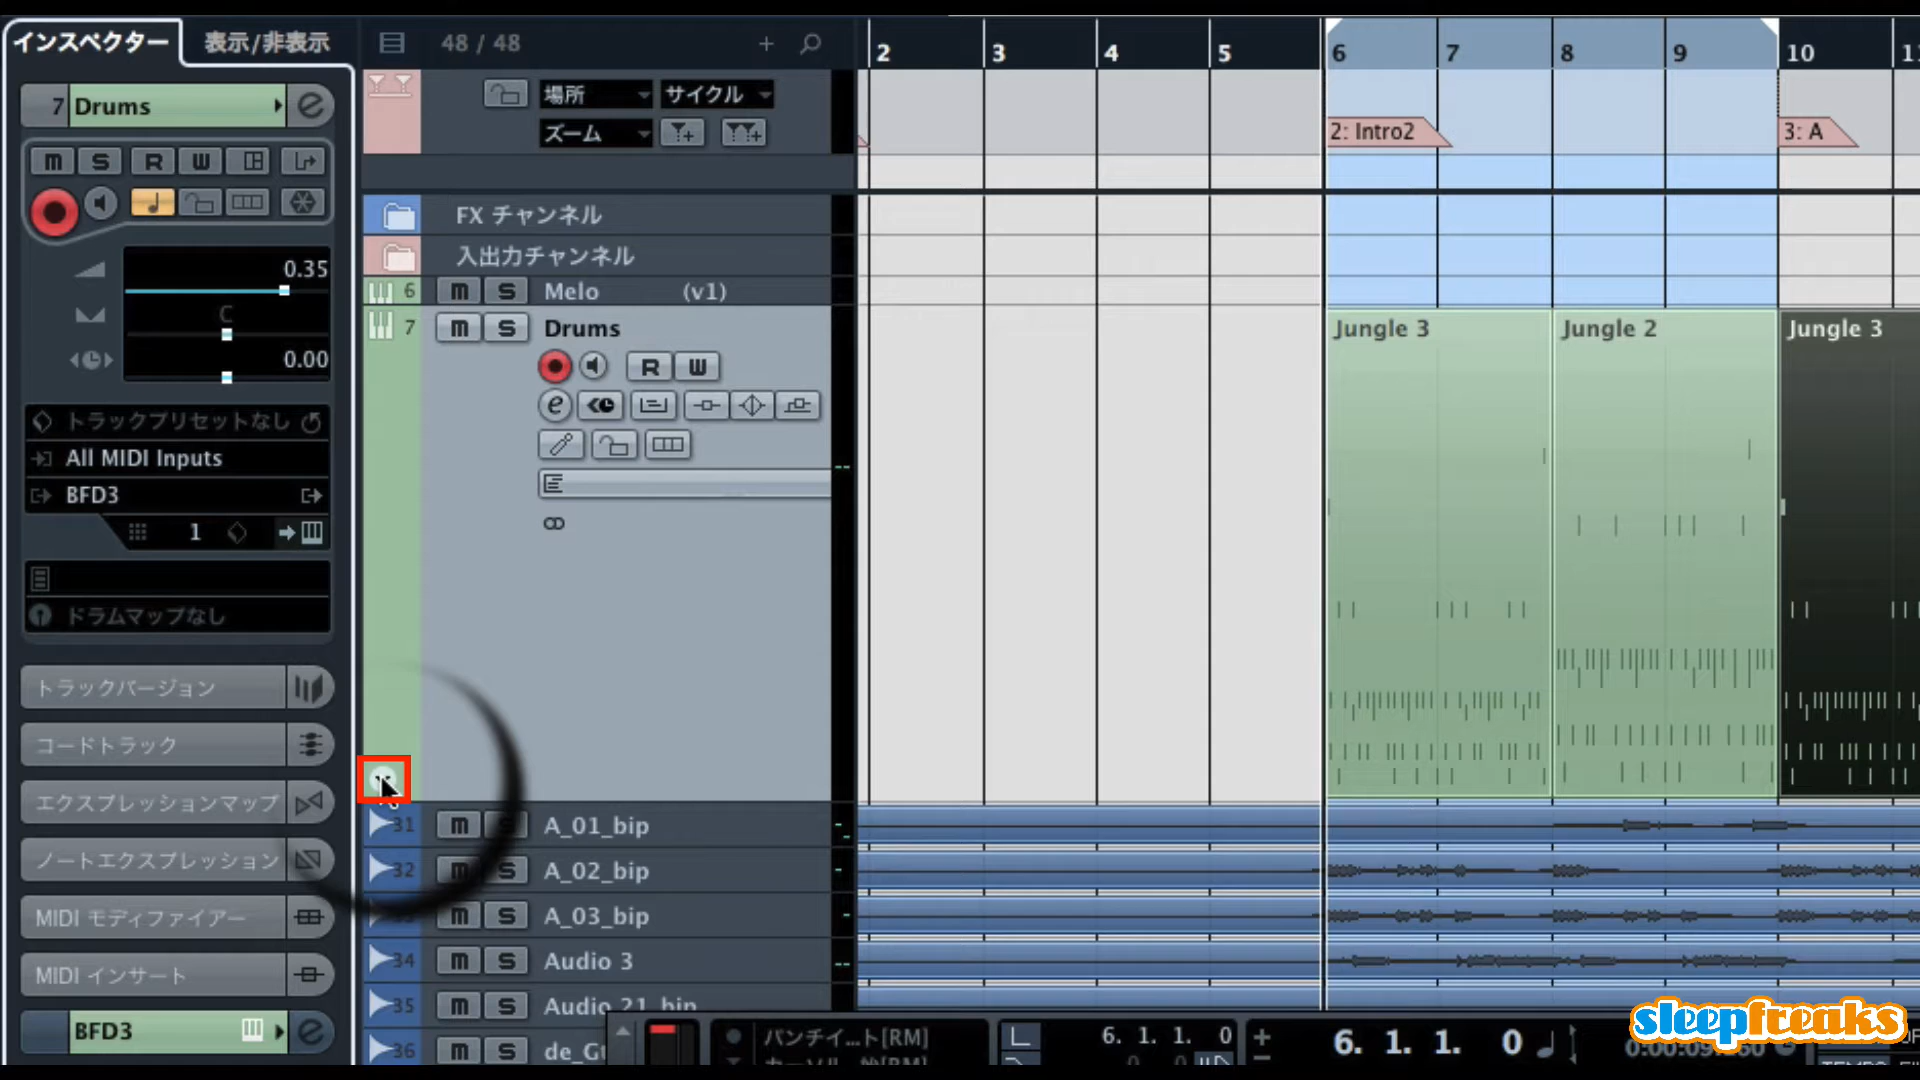 インスペクター 表示/非表示
48 / 48
2 3 4 5 6 7 8 9 10
7 Drums
場所 サイクル
ズーム
2: Intro2
3: A
M S R W
FX チャンネル
入出力チャンネル
6 m S Melo (v1)
7 m S Drums
Jungle 3
Jungle 2
Jungle 3
R W
0.35
C
0.00
トラックプリセットなし
All MIDI Inputs
BFD3
1
ドラムマップなし
トラックバージョン
コードトラック
エクスプレッションマップ
ノートエクスプレッション
MIDI モディファイアー
MIDI インサート
BFD3
31 m A_01_bip
32 m S A_02_bip
m S A_03_bip
34 m S Audio 3
35 m S Audio 21_bip
36 m S
パンチイ...ト[RM]
6. 1. 1. 0
6. 1. 1. 0
sleepfreaks